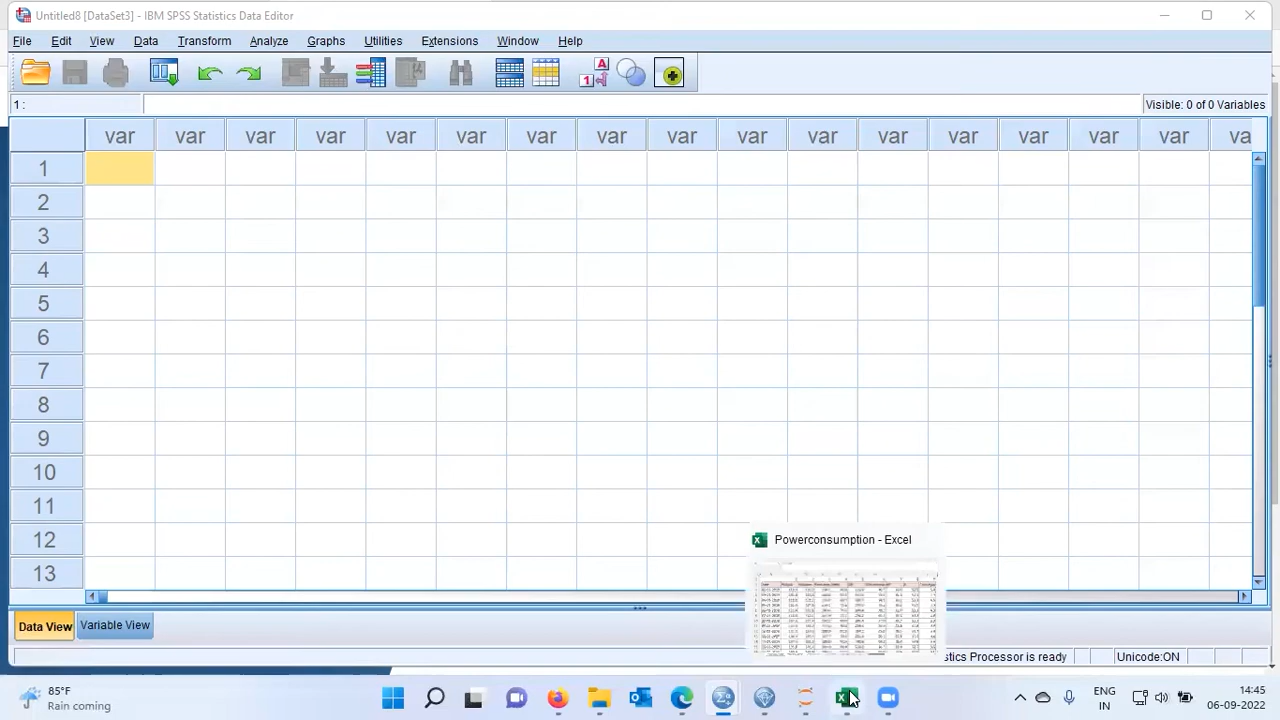 Untitled8 [DataSet3] - IBM SPSS Statistics Data Editor
File Edit View Data Transform Analyze Graphs Utilities Extensions Window Help
1 :
Visible: 0 of 0 Variables
var var var var var var var var var var var var var var var var va
1
2
3
4
5
6
7
8
9
10
11
12
13
Powerconsumption - Excel
Data View Variable View
stics Processor is ready Unicode:ON
85°F
Rain coming
ENG
IN
14:45
06-09-2022